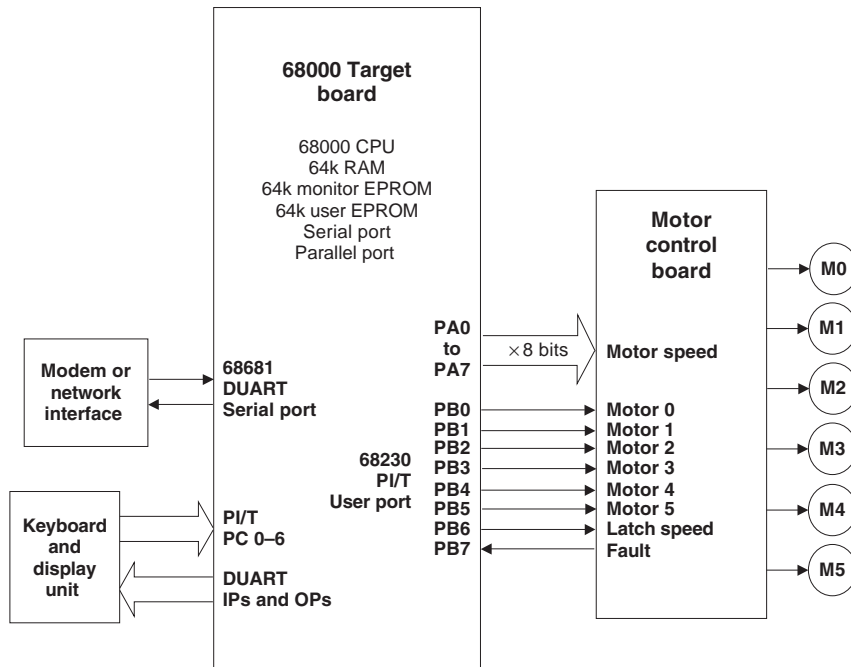 68000 Target
board
68000 CPU
64k RAM
64k monitor EPROM
64k user EPROM
Serial port
Parallel port
Modem or
network
interface
68681
DUART
Serial port
Keyboard
and
display
unit
PI/T
PC 0–6
DUART
IPs and OPs
68230
PI/T
User port
PA0
to
PA7
×8 bits
PB0
PB1
PB2
PB3
PB4
PB5
PB6
PB7
Motor
control
board
Motor speed
Motor 0
Motor 1
Motor 2
Motor 3
Motor 4
Motor 5
Latch speed
Fault
M0
M1
M2
M3
M4
M5